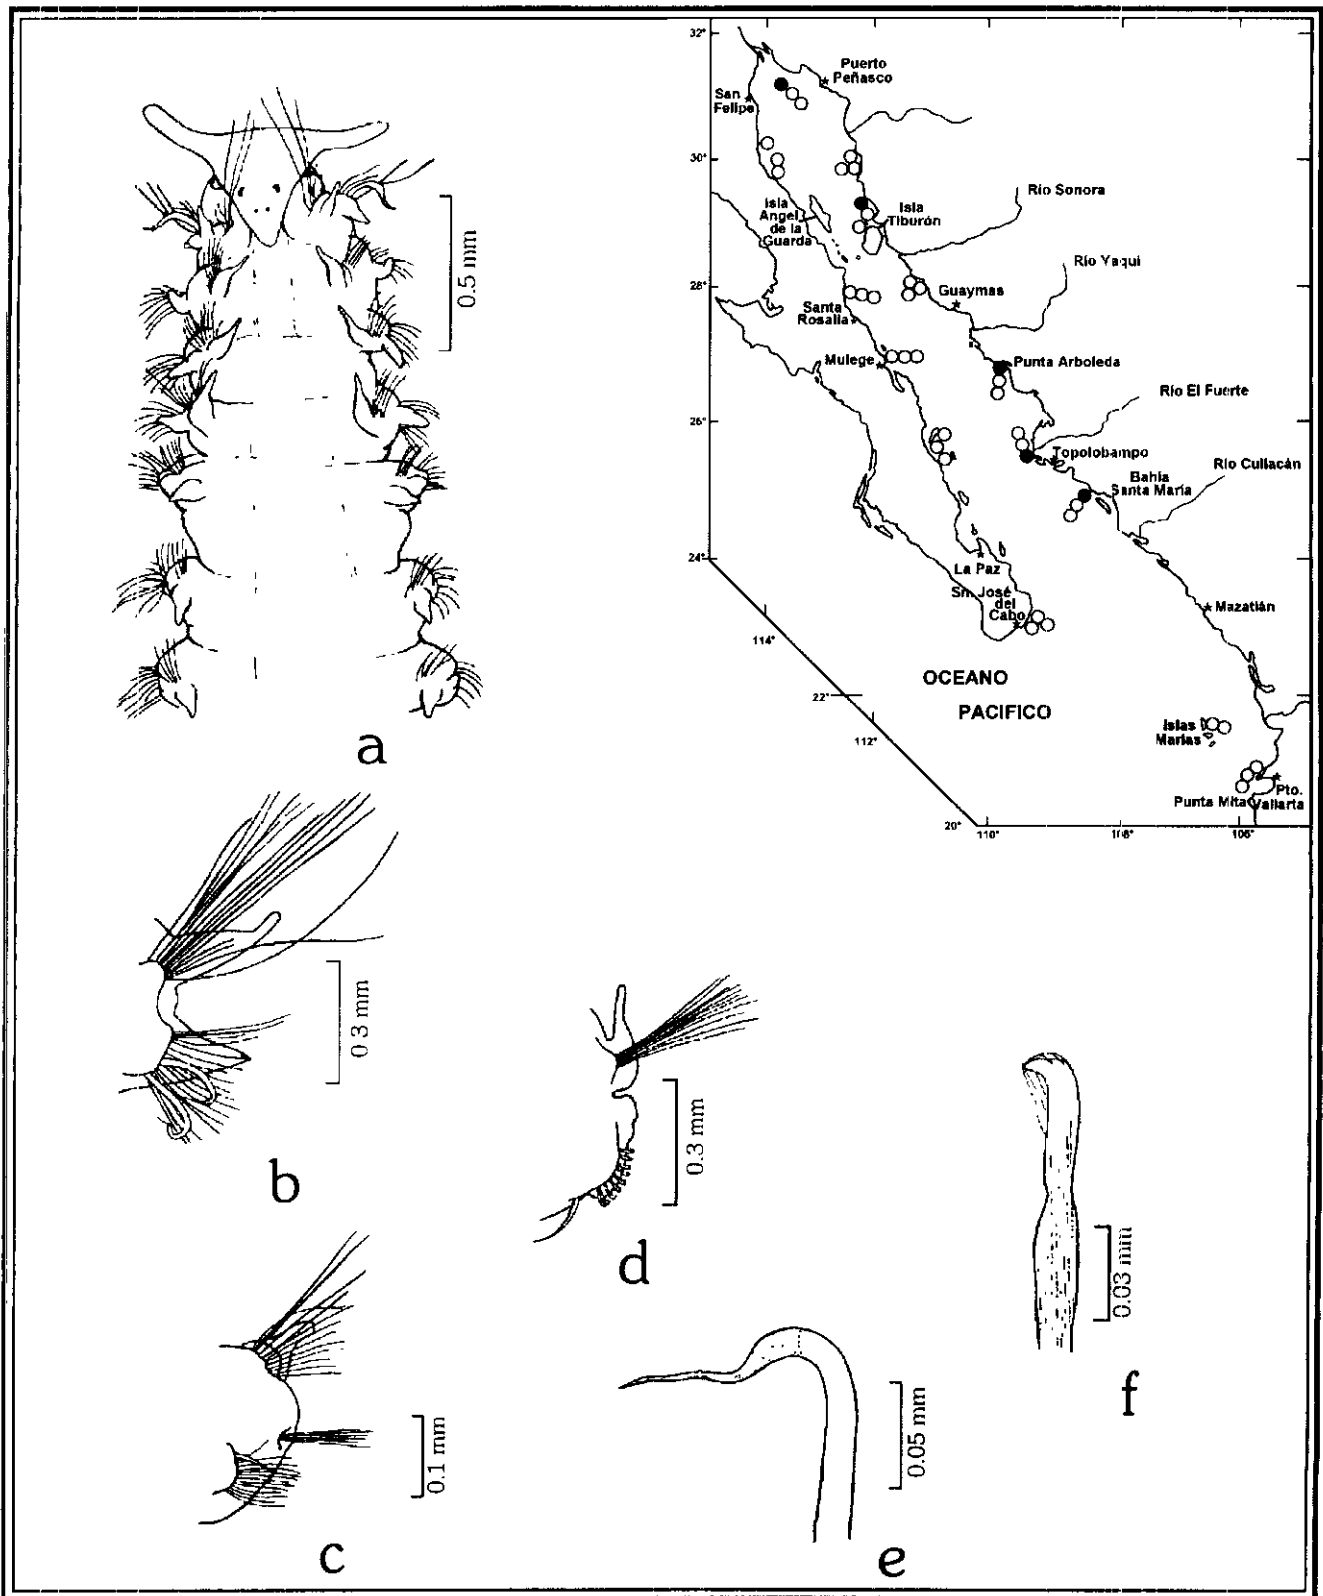 32°
Puerto
Peñasco
San
Felipe
30°
Isla
Angel
de la
Guarda
Isla
Tiburón
Río Sonora
Río Yaqui
28°
Guaymas
Santa
Rosalia
Mulege
Punta Arboleda
Río El Fuerte
26°
Topolobampo
Río Culiacán
Bahía
Santa María
24°
La Paz
Sn. José
del
Cabo
Mazatlán
114°
OCEANO
PACIFICO
22°
112°
Islas
Marías
Pto.
Punta Mita
Vallarta
20°
110°
108°
106°
0.5 mm
a
0.3 mm
b
0.3 mm
d
0.03 mm
f
0.1 mm
c
0.05 mm
e